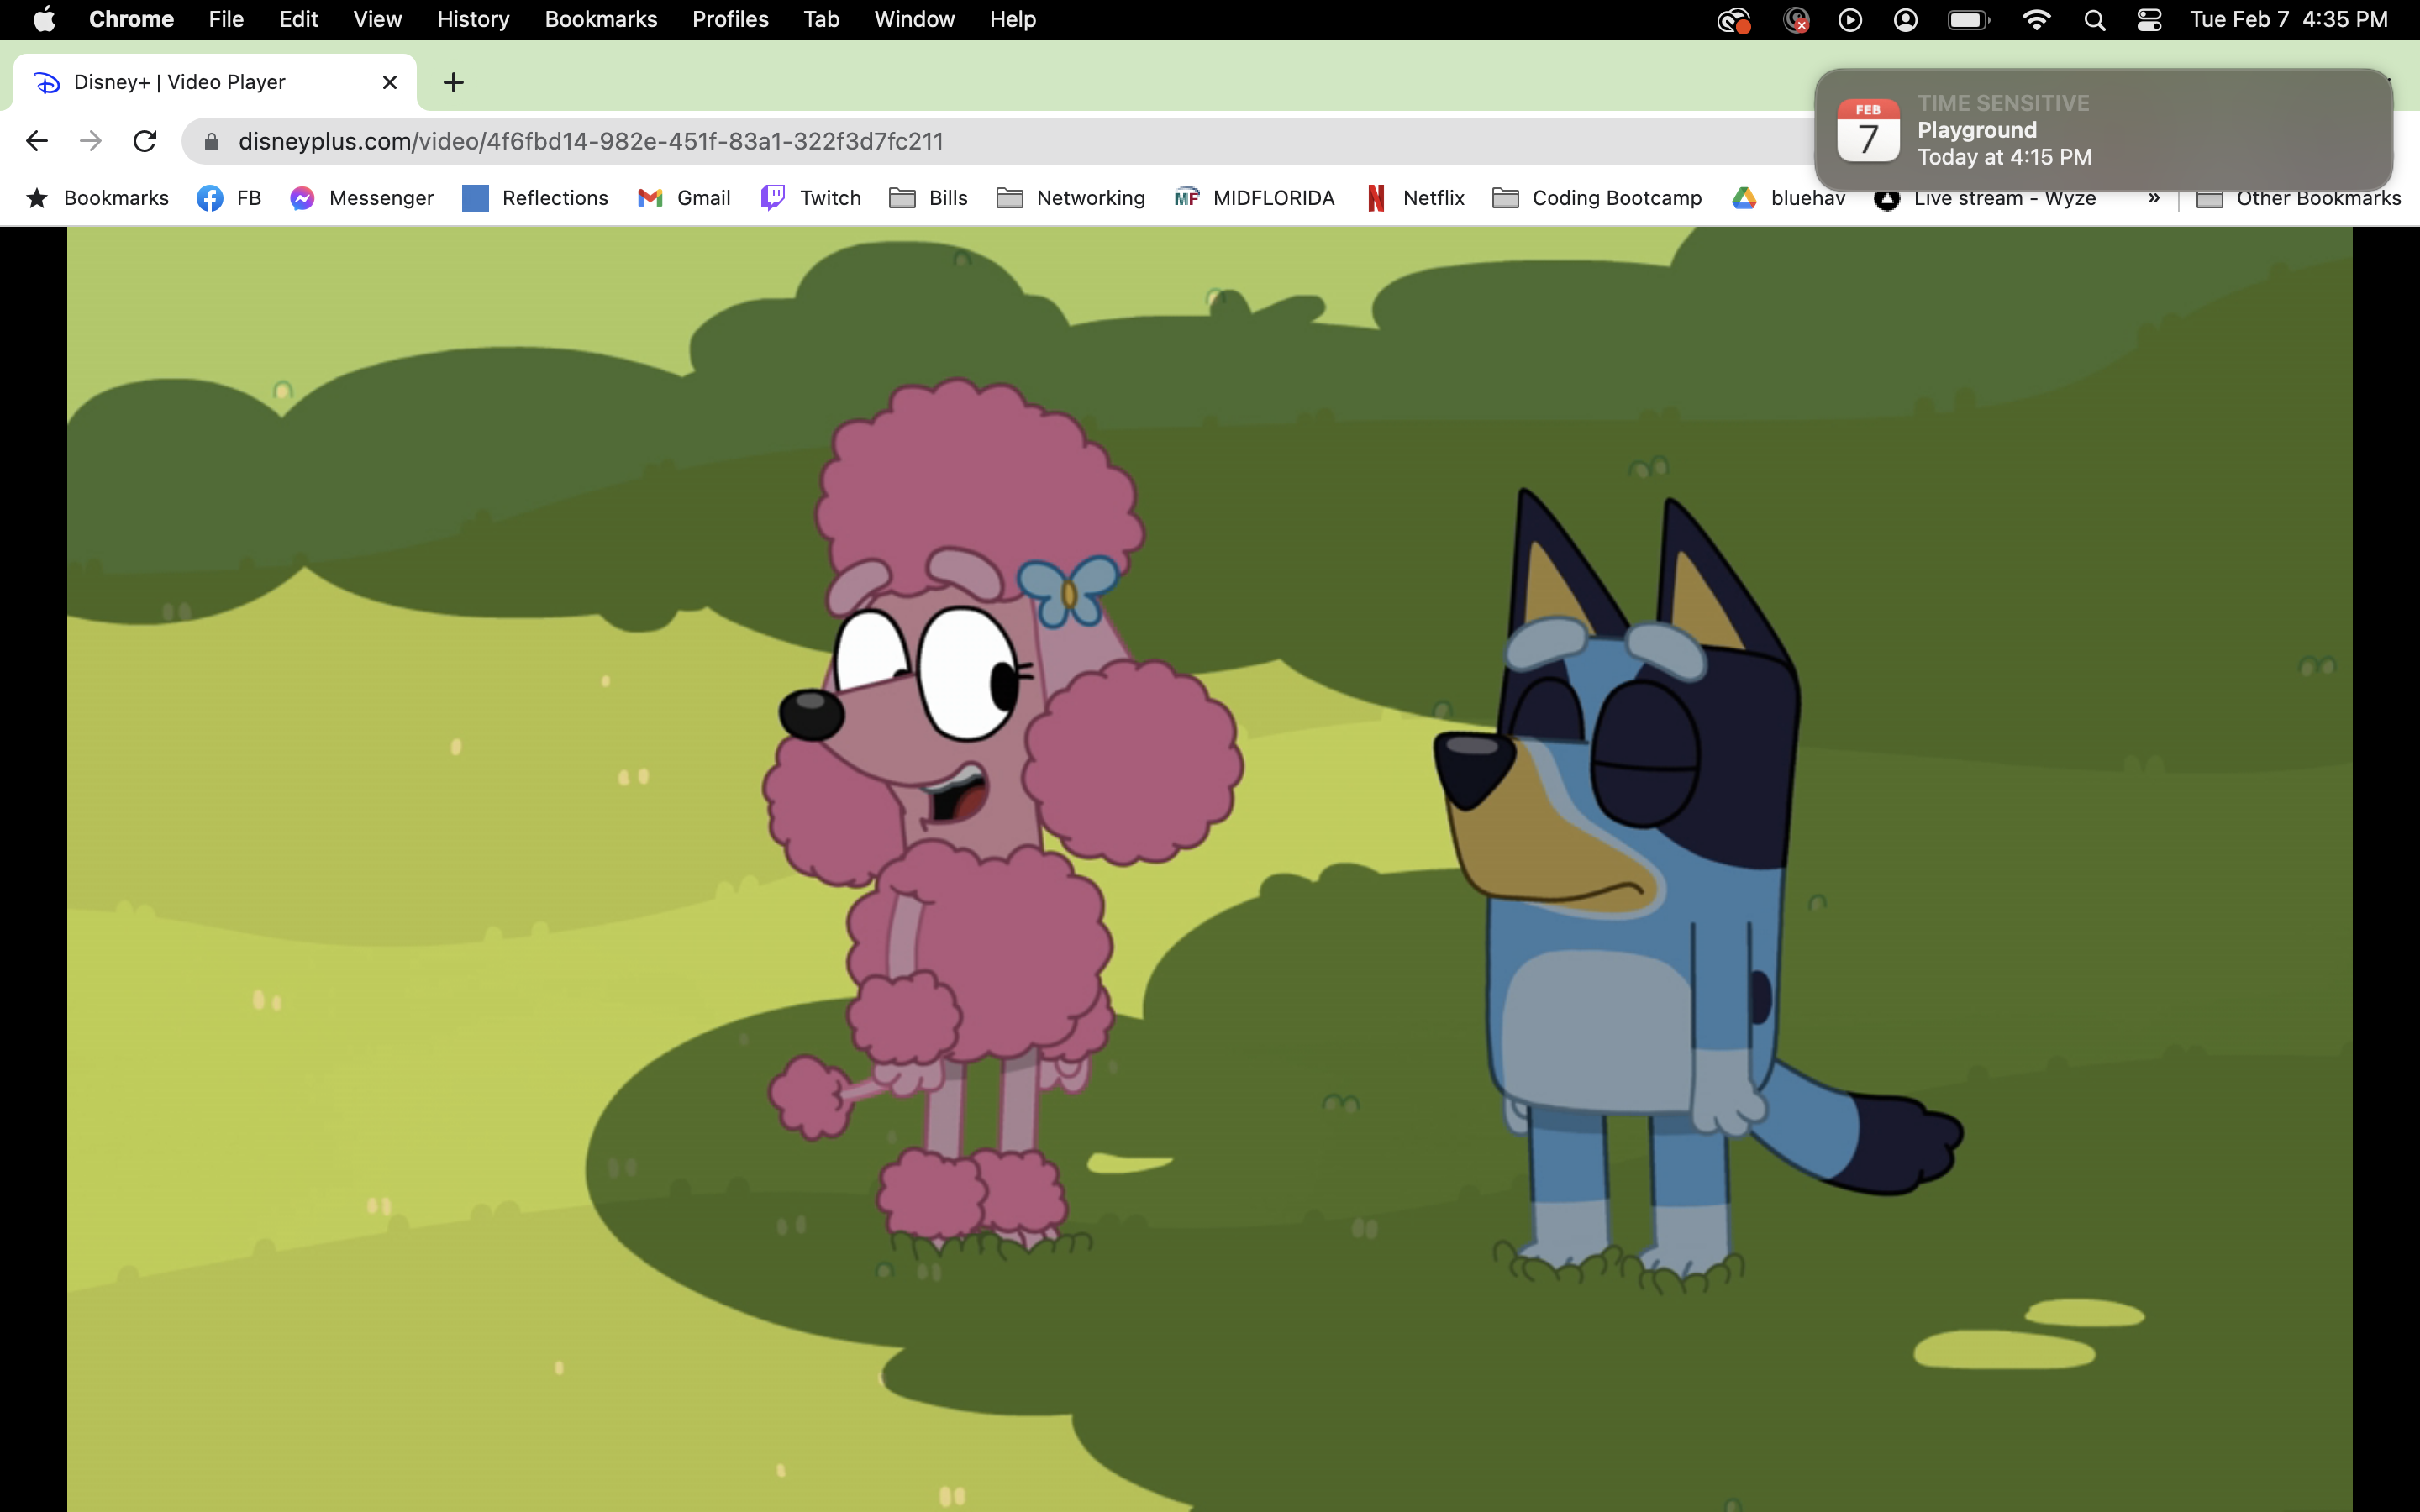 Chrome File Edit View History Bookmarks Profiles Tab Window Help Tue Feb 7 4:35 PM
Disney+ | Video Player
FEB
7
TIME SENSITIVE
Playground
Today at 4:15 PM
disneyplus.com/video/4f6fbd14-982e-451f-83a1-322f3d7fc211
Bookmarks FB Messenger Reflections Gmail Twitch Bills Networking MF MIDFLORIDA Netflix Coding Bootcamp bluehav Live stream - Wyze » Other Bookmarks